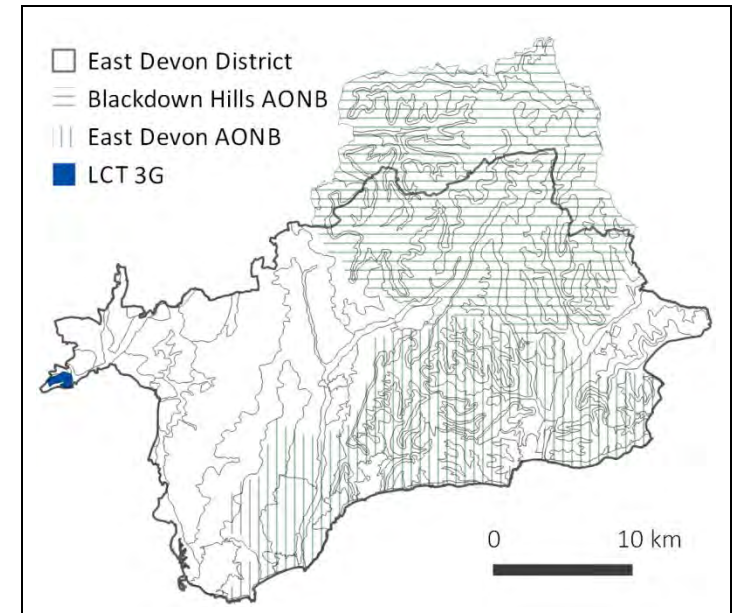 East Devon District
Blackdown Hills AONB
East Devon AONB
LCT 3G
0 10 km